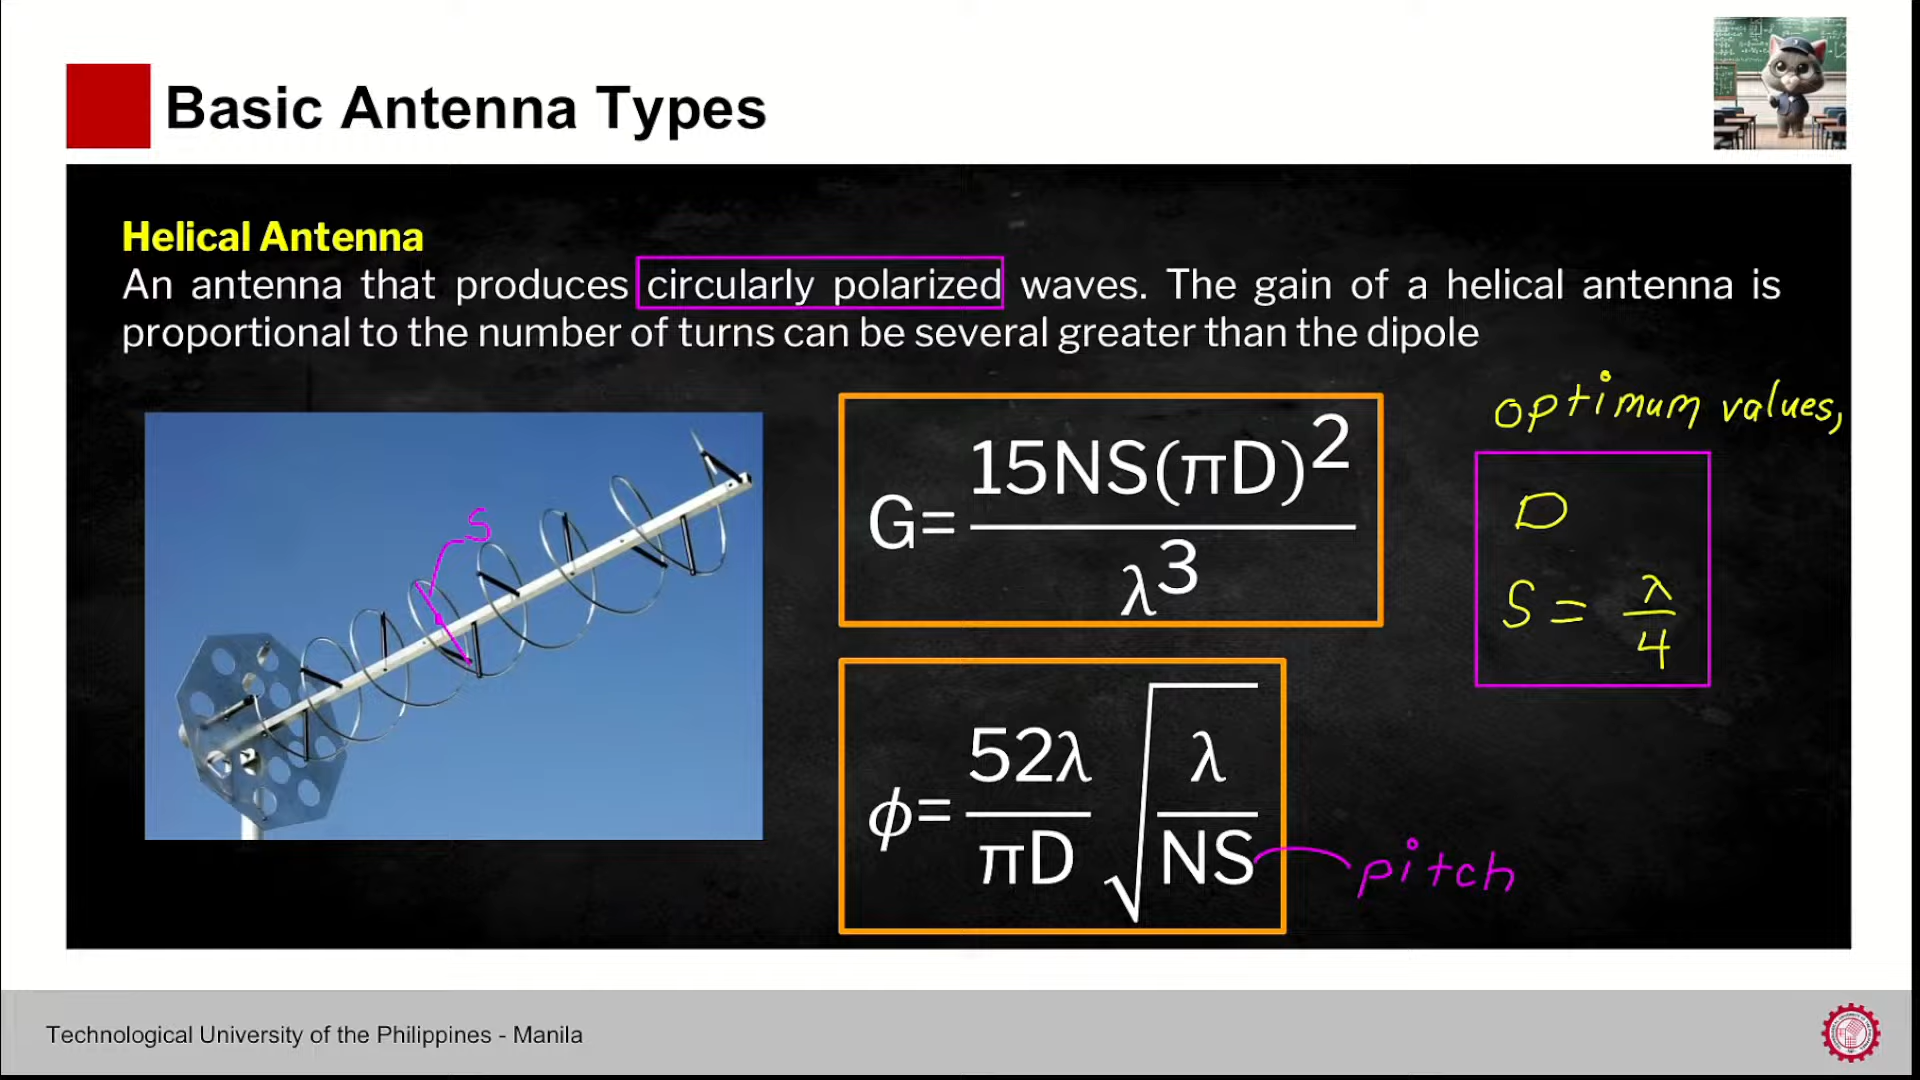 Basic Antenna Types
Helical Antenna
An antenna that produces circularly polarized waves. The gain of a helical antenna is
proportional to the number of turns can be several greater than the dipole
optimum values,
S
G= 15NS(πD)² / λ³
D
S = λ/4
ϕ= 52λ/πD √(λ/NS)
pitch
Technological University of the Philippines - Manila